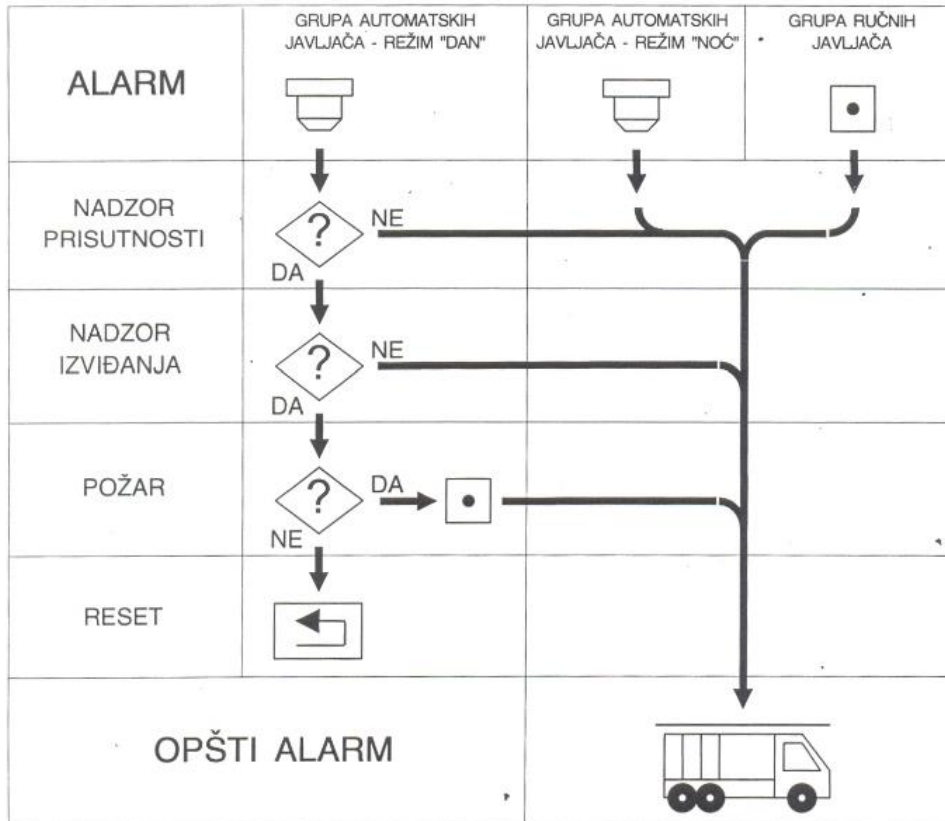 GRUPA AUTOMATSKIH
JAVLJAČA - REŽIM "DAN"
GRUPA AUTOMATSKIH
JAVLJAČA - REŽIM "NOĆ"
GRUPA RUČNIH
JAVLJAČA
ALARM
NADZOR
PRISUTNOSTI
?
NE
DA
NADZOR
IZVIĐANJA
?
NE
DA
POŽAR
?
DA
NE
RESET
OPŠTI ALARM